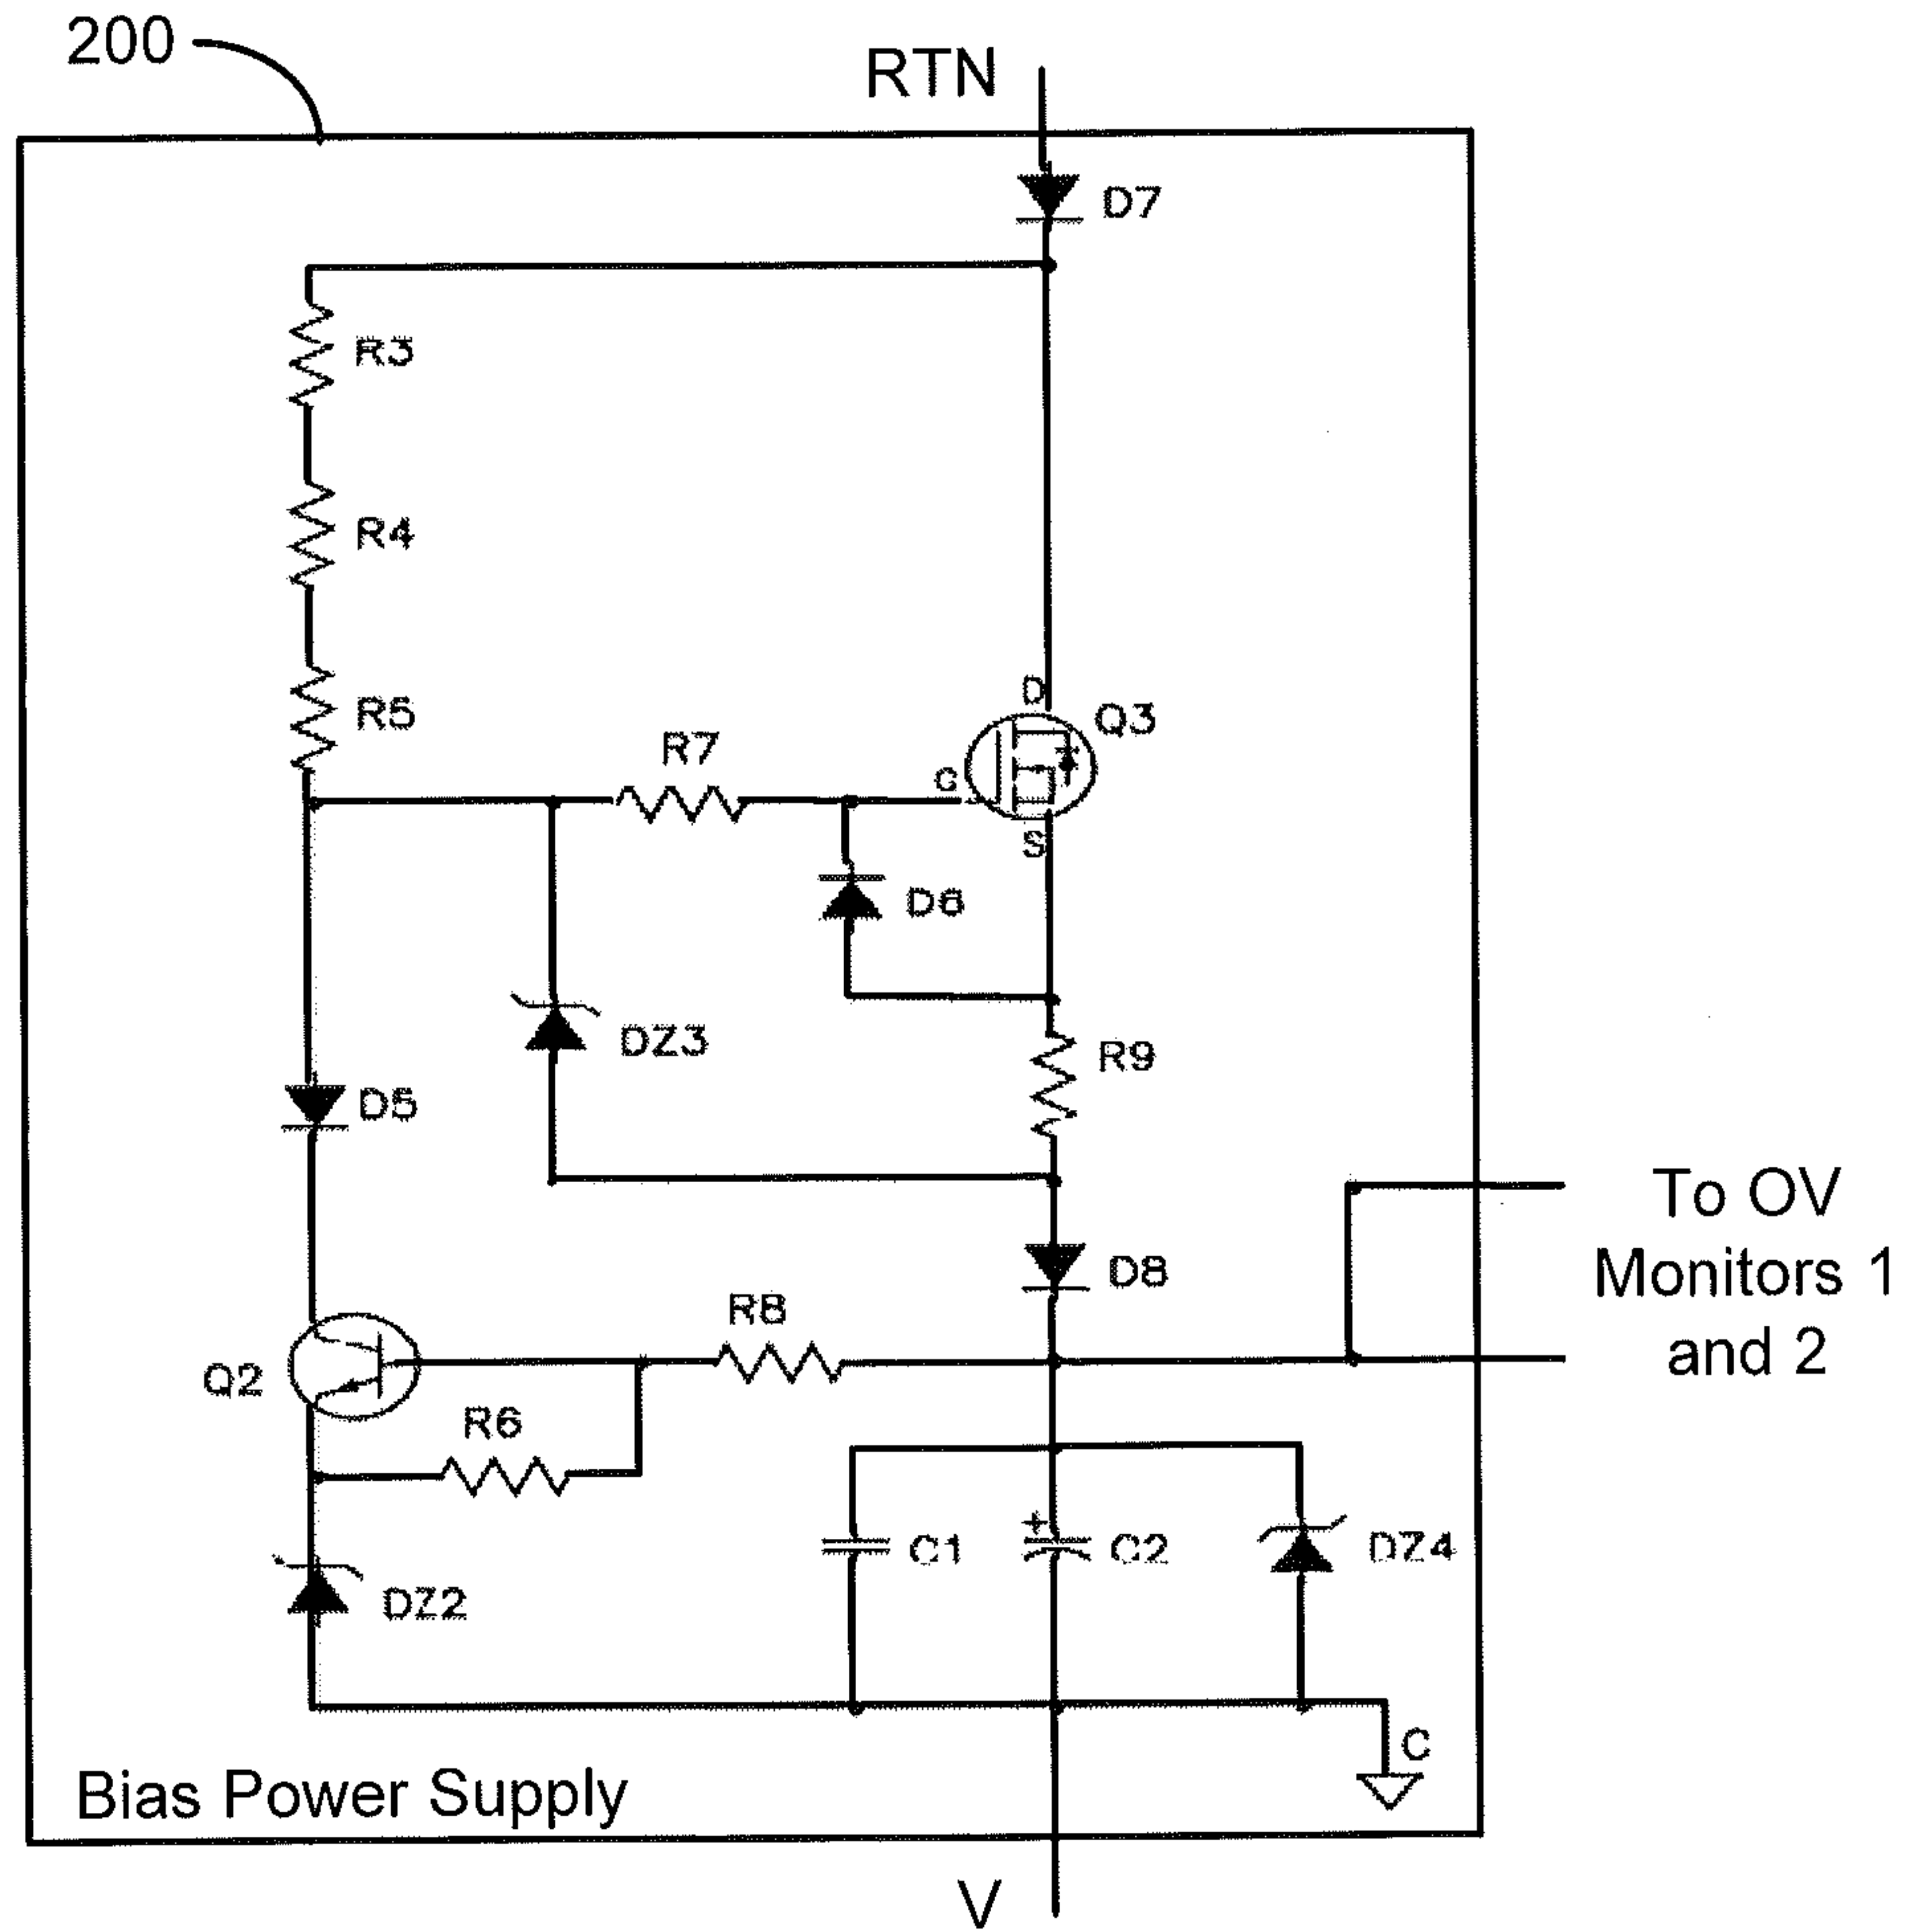 200
RTN
D7
R3
R4
R5
R7
D
Q3
G
S
D6
DZ3
R9
D5
To OV
Monitors 1
and 2
D8
R8
Q2
R6
+
C1
C2
DZ4
DZ2
C
Bias Power Supply
V